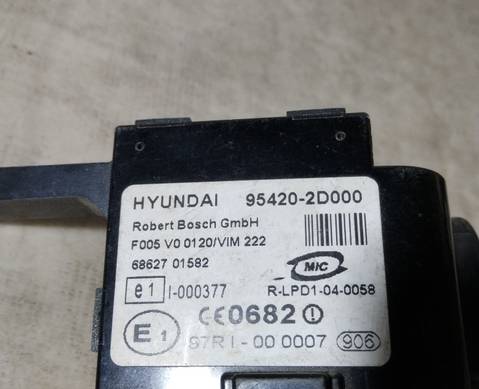 HYUNDAI 95420-2D000
Robert Bosch GmbH
F005 V0 0120/VIM 222
68627 01582
MIC
e1 I-000377 R-LPD1-04-0058
CE0682
E1 97RI-00 0007 906